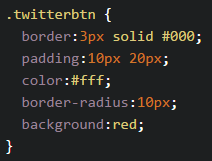 .twitterbtn {
border:3px solid #000;
padding:10px 20px;
color:#fff;
border-radius:10px;
background:red;
}